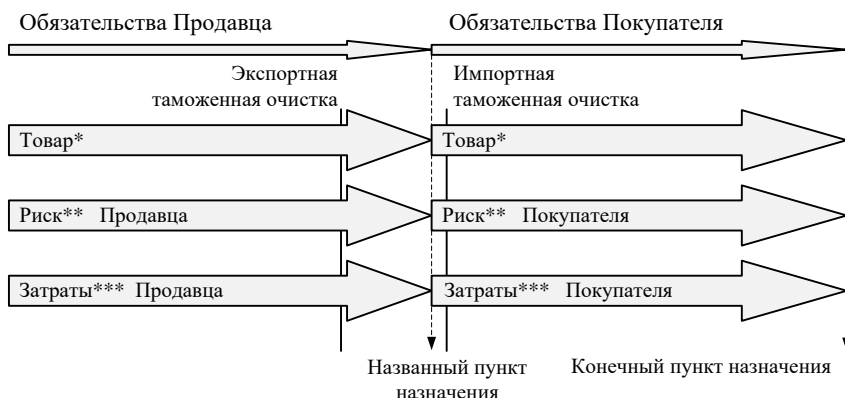 Обязательства Продавца
Обязательства Покупателя
Экспортная
таможенная очистка
Импортная
таможенная очистка
Товар*
Товар*
Риск** Продавца
Риск** Покупателя
Затраты*** Продавца
Затраты*** Покупателя
Названный пункт
назначения
Конечный пункт назначения